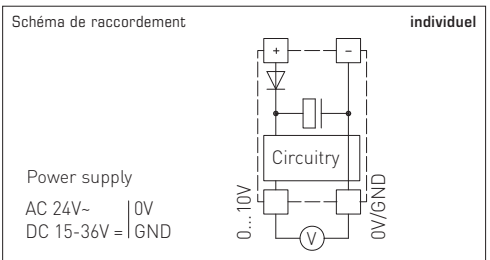 Schéma de raccordement
individuel
+
−
Circuitry
Power supply
AC 24V~ | 0V
DC 15-36V = | GND
0...10V
0V/GND
V